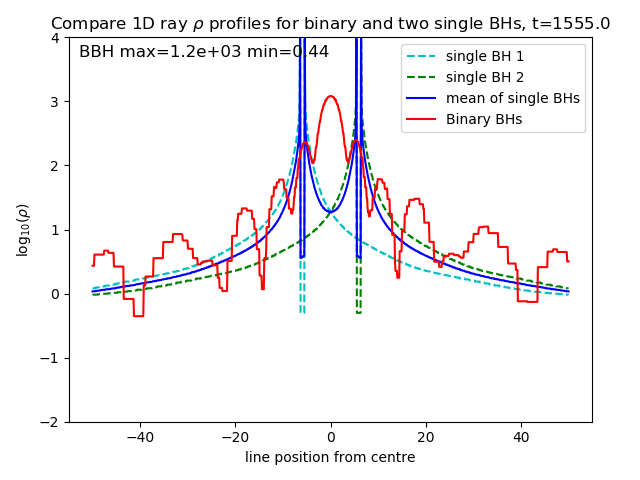 Compare 1D ray ρ profiles for binary and two single BHs, t=1555.0
BBH max=1.2e+03 min=0.44
single BH 1
single BH 2
mean of single BHs
Binary BHs
4
3
2
1
0
−1
−2
log10(ρ)
−40
−20
0
20
40
line position from centre